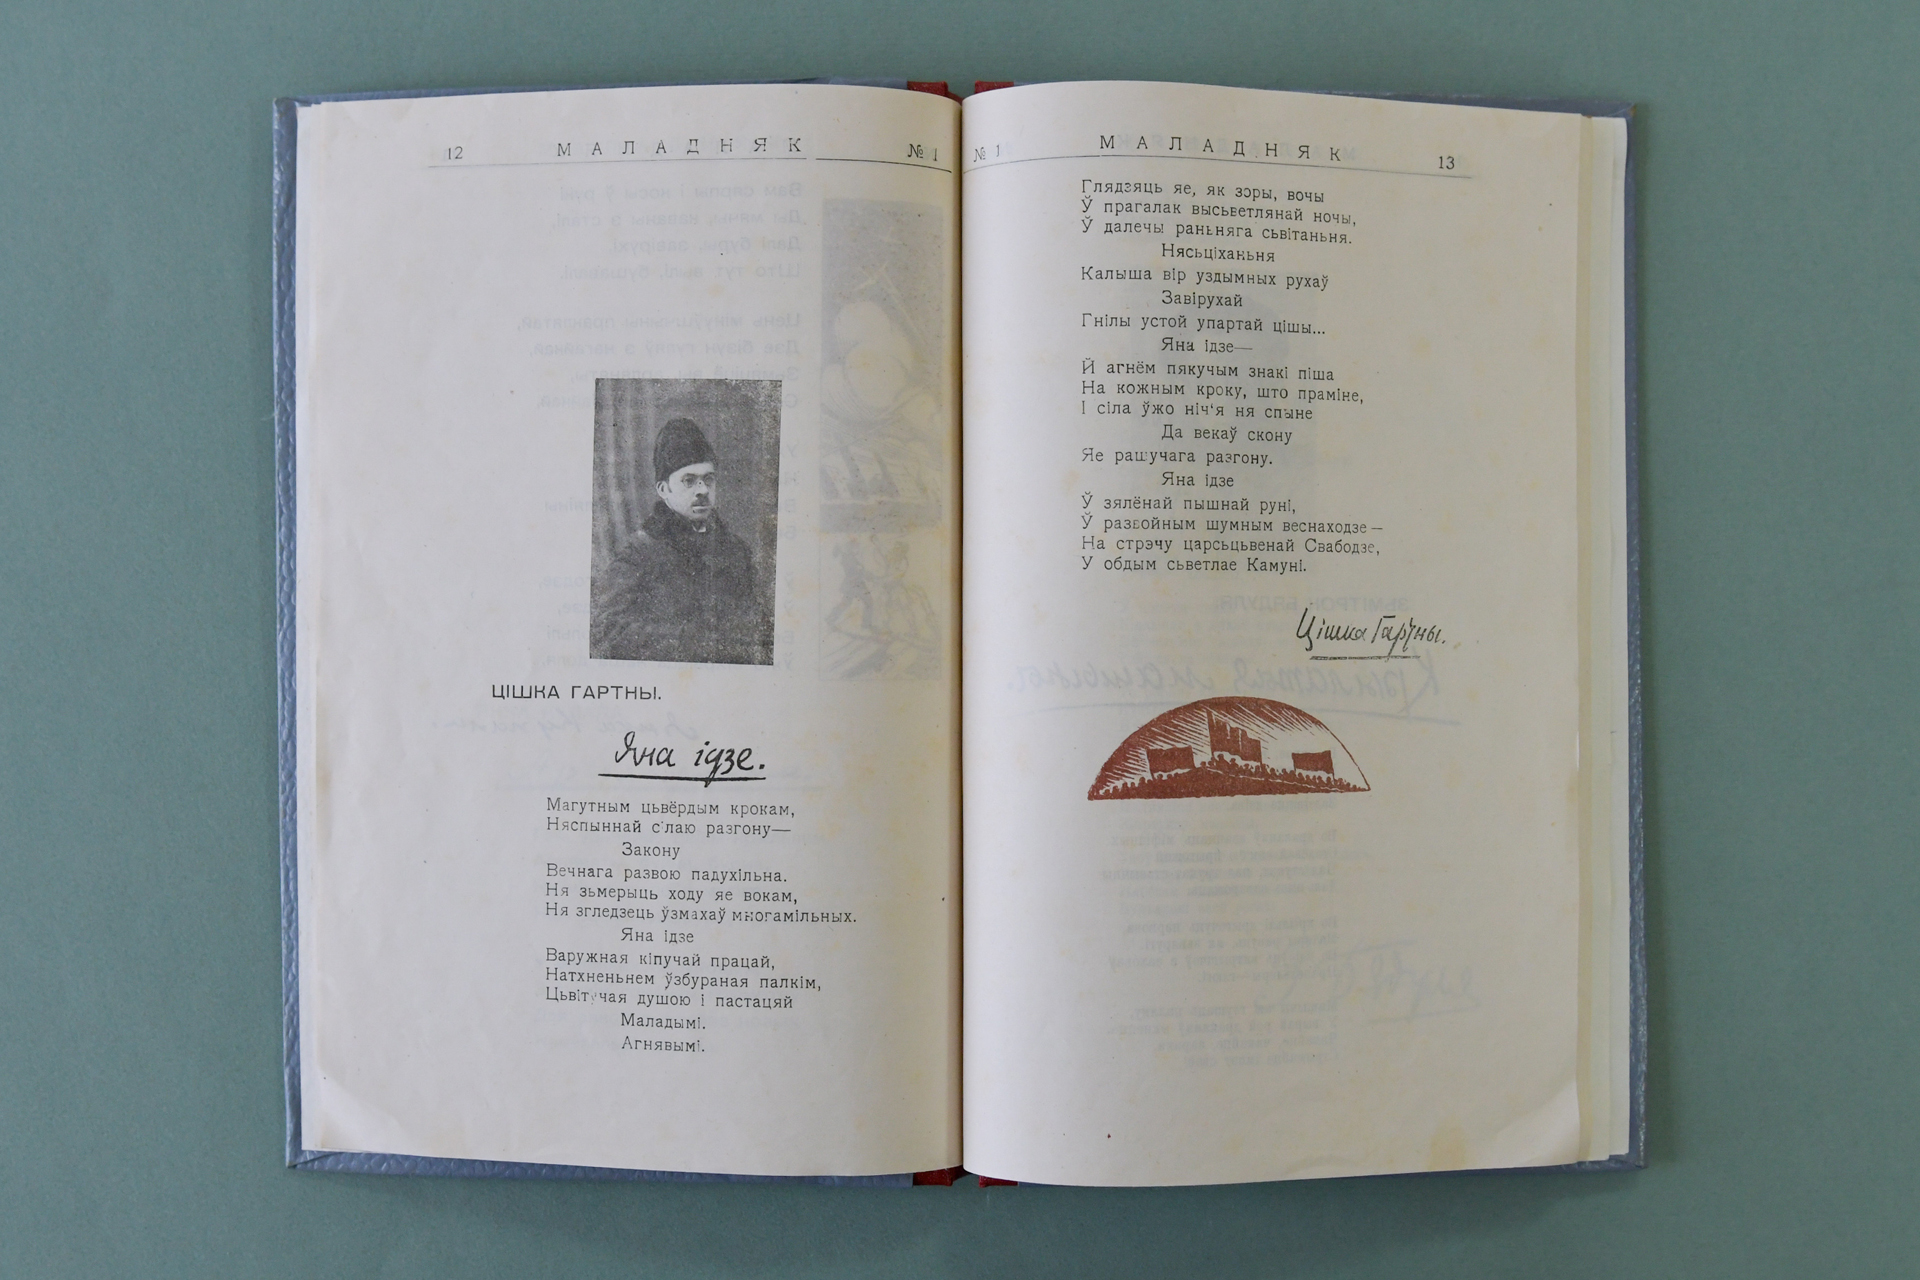 12 МАЛАДНЯК № 1
ЦІШКА ГАРТНЫ.
Яна ідзе.
Магутным цьвёрдым крокам,
Няспыннай с'лаю разгону—
Закону
Вечнага развою падухільна.
Ня зьмерыць ходу яе вокам,
Ня згледзець ўзмахаў многамільных.
Яна ідзе
Варужная кіпучай працай,
Натхненьнем ўзбураная палкім,
Цьвітучая душою і пастацяй
Маладымі.
Агнявымі.
№ 1 МАЛАДНЯК 13
Глядзяць яе, як зоры, вочы
Ў прагалак высьветлянай ночы,
Ў далечы раньняга сьвітаньня.
Нясьціханьня
Калыша вір уздымных рухаў
Завірухай
Гнілы устой упартай цішы...
Яна ідзе—
Й агнём пякучым знакі піша
На кожным кроку, што праміне,
І сіла ўжо ніч'я ня спыне
Да векаў скону
Яе рашучага разгону.
Яна ідзе
Ў зялёнай пышнай руні,
Ў развойным шумным веснаходзе—
На стрэчу царсьцьвенай Свабодзе,
У обдым сьветлае Камуні.
Цішка Гартны.